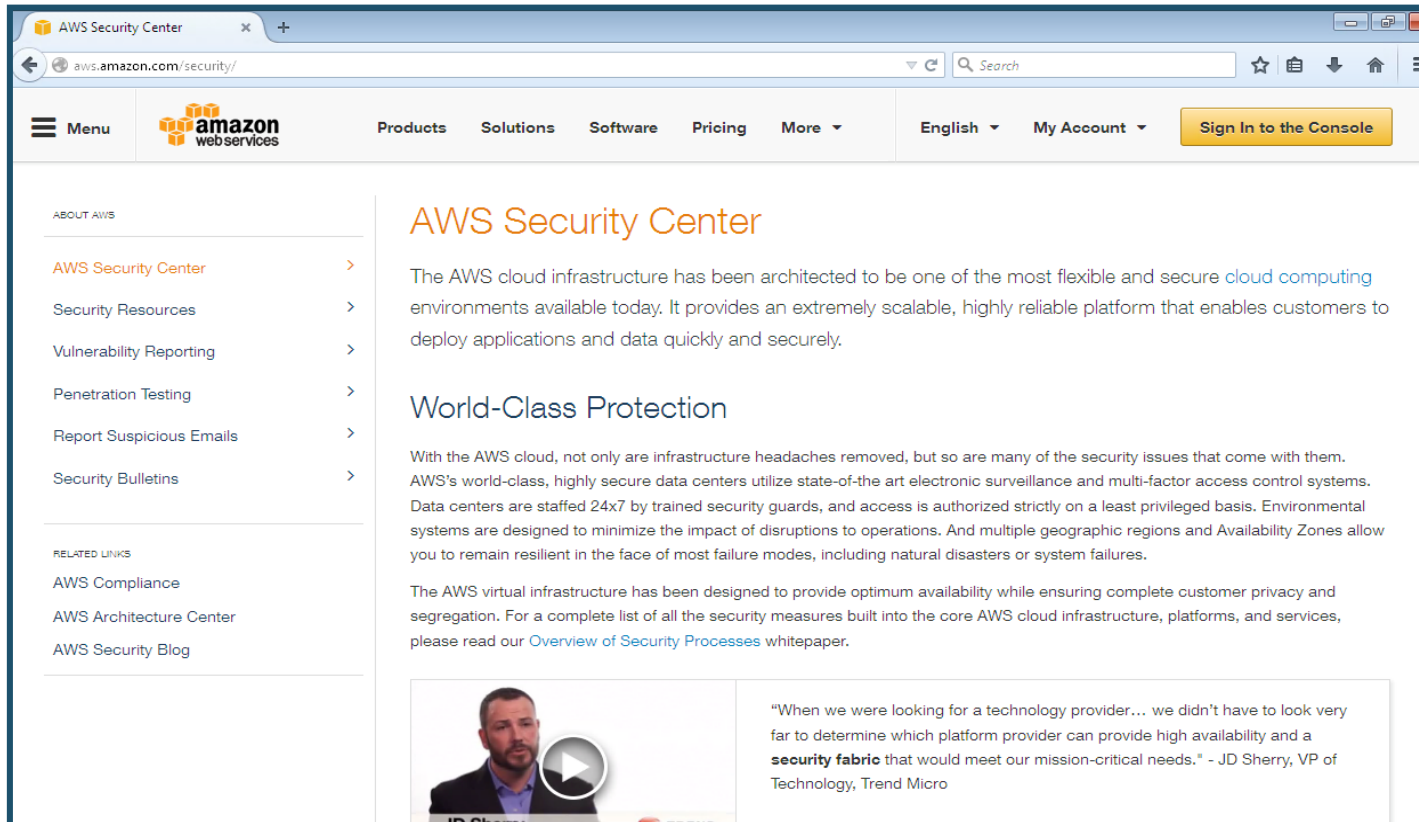 AWS Security Center
aws.amazon.com/security/
Search
Menu
amazon
webservices
Products
Solutions
Software
Pricing
More
English
My Account
Sign In to the Console
ABOUT AWS
AWS Security Center
Security Resources
Vulnerability Reporting
Penetration Testing
Report Suspicious Emails
Security Bulletins
RELATED LINKS
AWS Compliance
AWS Architecture Center
AWS Security Blog
AWS Security Center
The AWS cloud infrastructure has been architected to be one of the most flexible and secure cloud computing
environments available today. It provides an extremely scalable, highly reliable platform that enables customers to
deploy applications and data quickly and securely.
World-Class Protection
With the AWS cloud, not only are infrastructure headaches removed, but so are many of the security issues that come with them.
AWS's world-class, highly secure data centers utilize state-of-the art electronic surveillance and multi-factor access control systems.
Data centers are staffed 24x7 by trained security guards, and access is authorized strictly on a least privileged basis. Environmental
systems are designed to minimize the impact of disruptions to operations. And multiple geographic regions and Availability Zones allow
you to remain resilient in the face of most failure modes, including natural disasters or system failures.
The AWS virtual infrastructure has been designed to provide optimum availability while ensuring complete customer privacy and
segregation. For a complete list of all the security measures built into the core AWS cloud infrastructure, platforms, and services,
please read our Overview of Security Processes whitepaper.
JD Sherry
“When we were looking for a technology provider… we didn’t have to look very
far to determine which platform provider can provide high availability and a
security fabric that would meet our mission-critical needs." - JD Sherry, VP of
Technology, Trend Micro